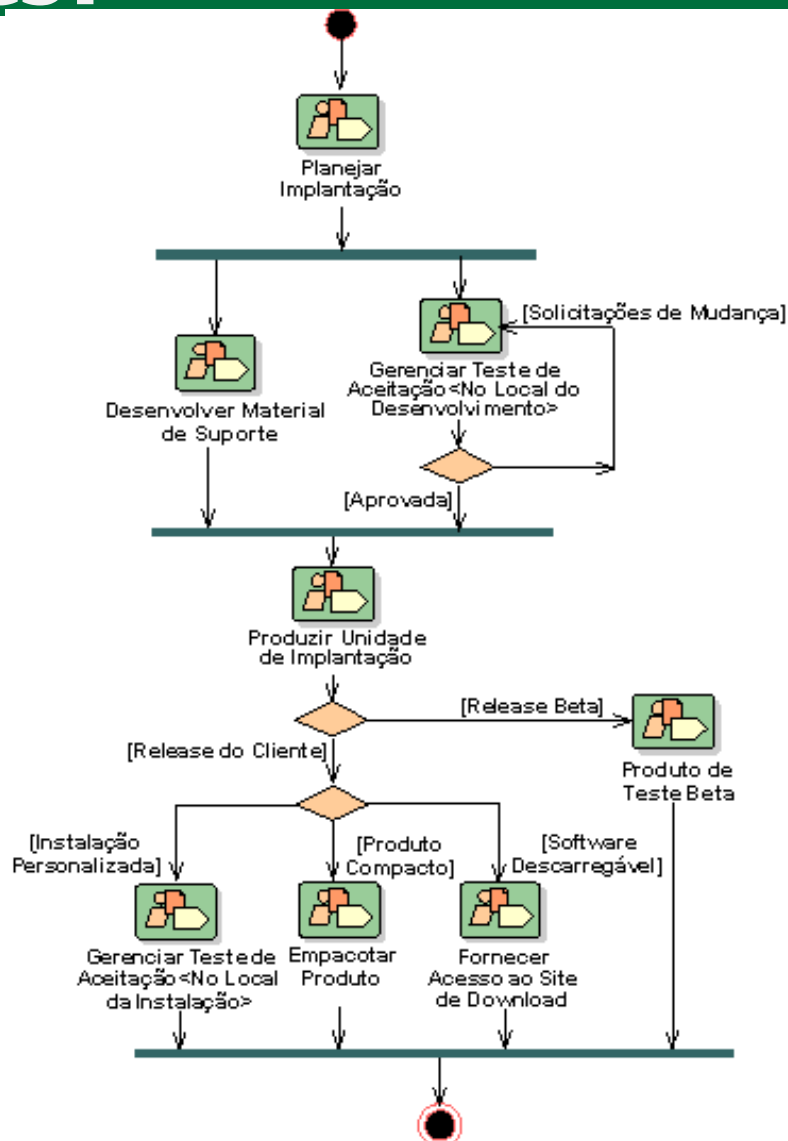 Planejar
Implantação
[Solicitações de Mudança]
Gerenciar Teste de
Aceitação<No Local do
Desenvolvimento>
Desenvolver Material
de Suporte
[Aprovada]
Produzir Unidade
de Implantação
[Release Beta]
[Release do Cliente]
Produto de
Teste Beta
[Instalação
Personalizada]
[Produto
Compacto]
[Software
Descarregável]
Gerenciar Teste de
Aceitação<No Local
da Instalação>
Empacotar
Produto
Fornecer
Acesso ao Site
de Download